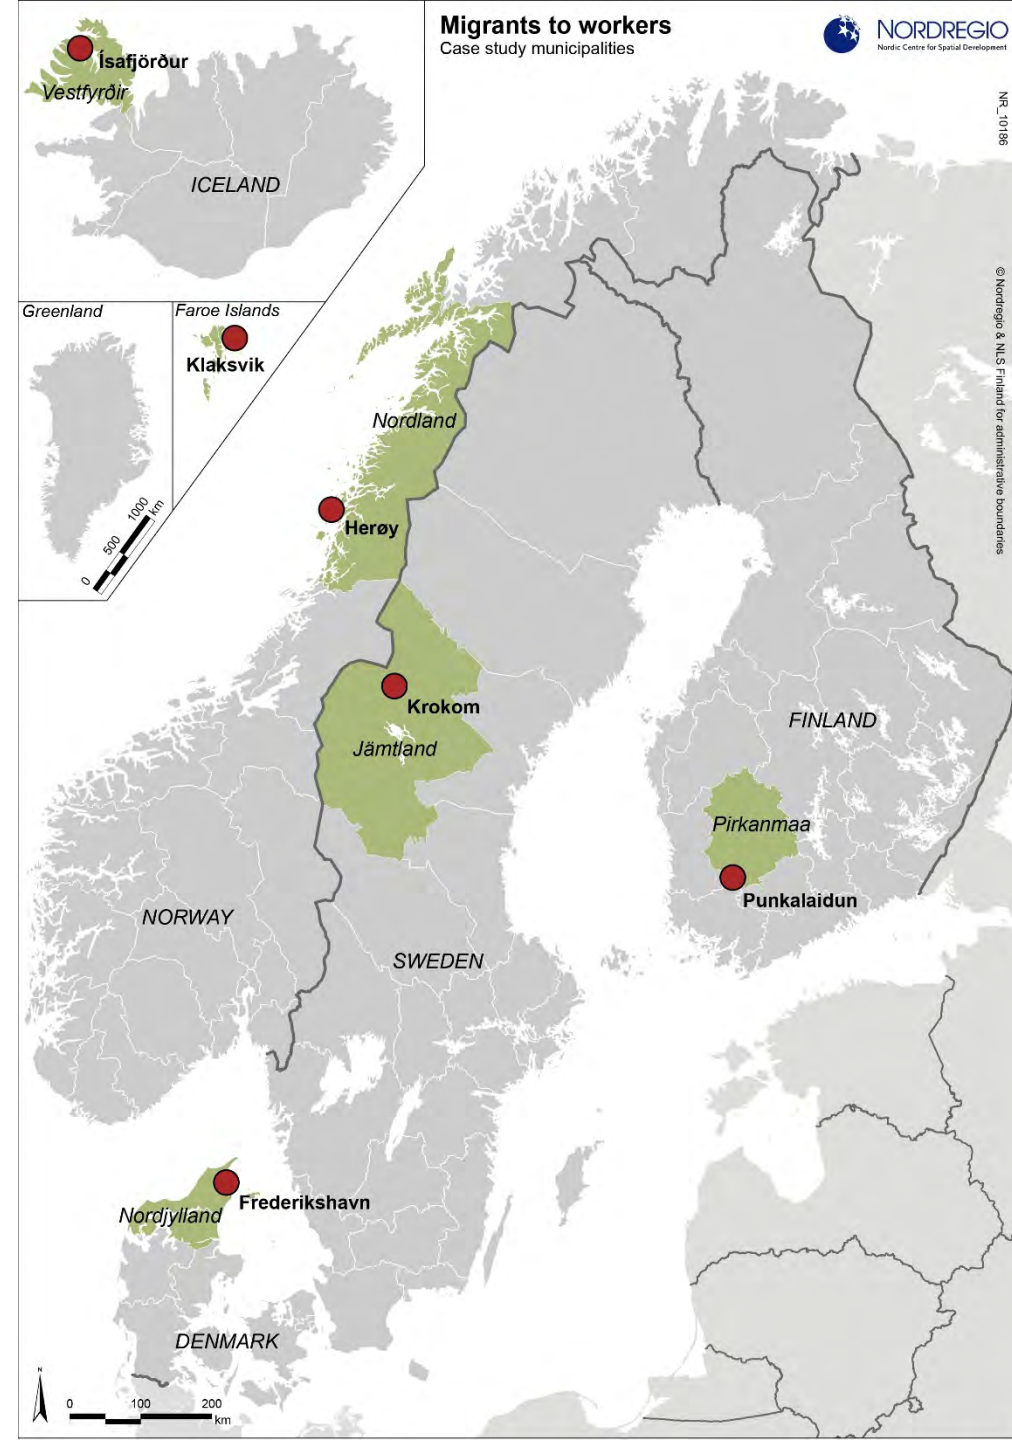 Migrants to workers
Case study municipalities
NORDREGIO
Nordic Centre for Spatial Development
NR_10186
© Nordregio & NLS Finland for administrative boundaries
Ísafjörður
Vestfyrðir
ICELAND
Greenland
Faroe Islands
Klaksvik
0 500 1000
km
Nordland
Herøy
Krokom
Jämtland
FINLAND
Pirkanmaa
Punkalaidun
NORWAY
SWEDEN
Frederikshavn
Nordjylland
DENMARK
N
0 100 200
km